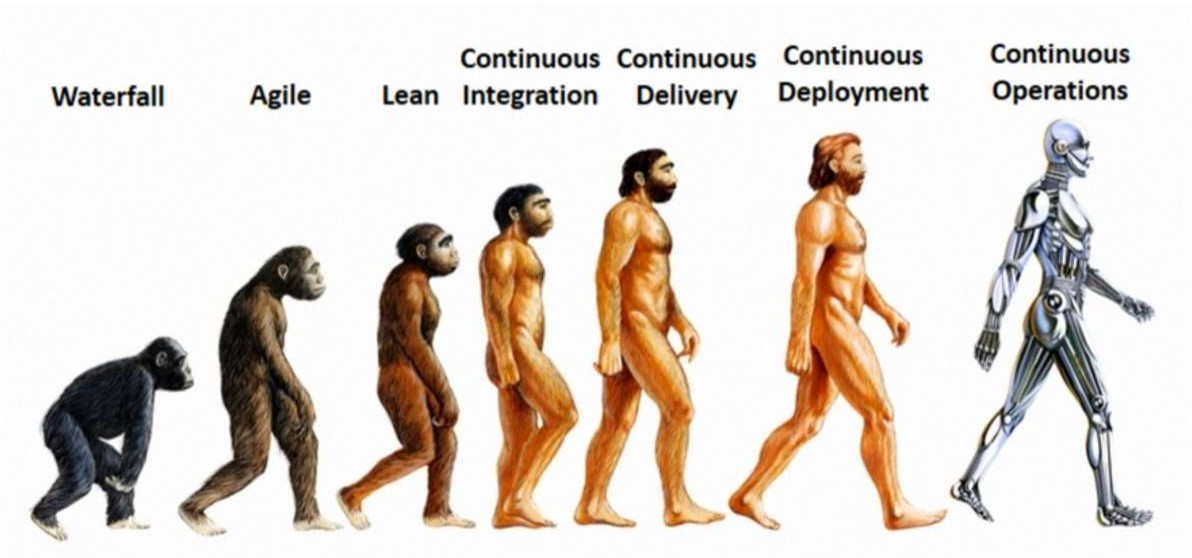 Waterfall
Agile
Lean
Continuous
Integration
Continuous
Delivery
Continuous
Deployment
Continuous
Operations